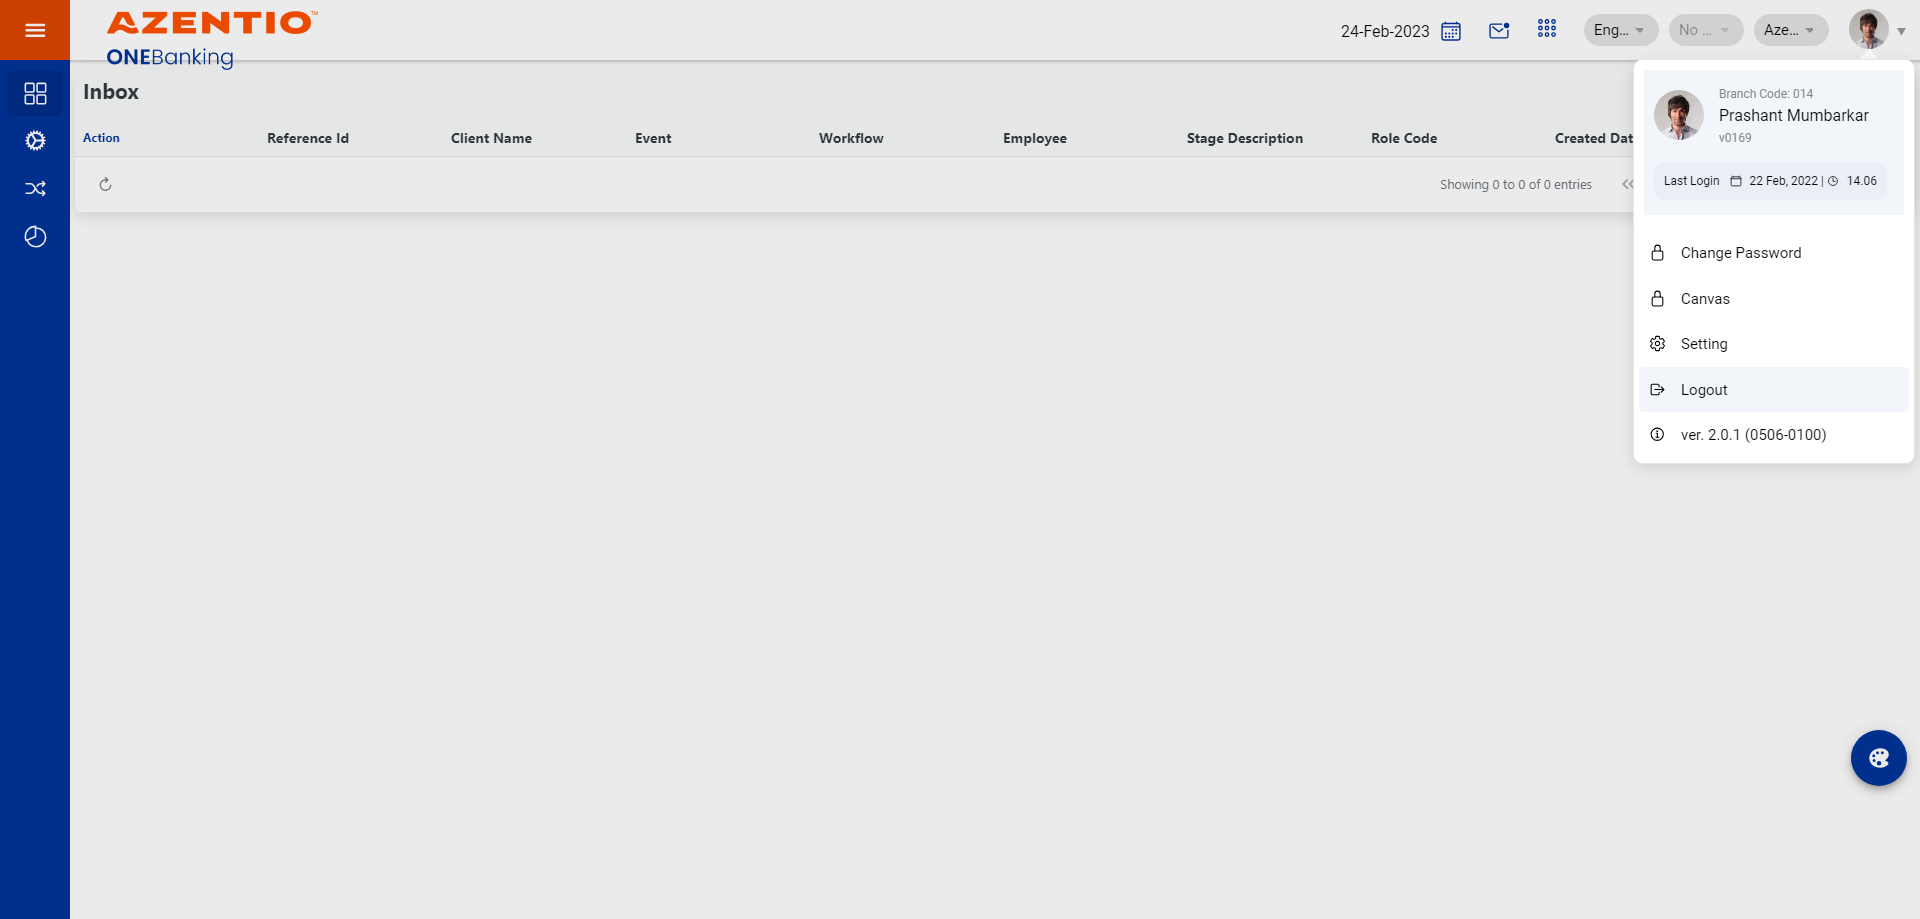 AZENTIO™
ONEBanking
24-Feb-2023
Eng...
No ...
Aze...
Inbox
Action Reference Id Client Name Event Workflow Employee Stage Description Role Code Created Dat
Showing 0 to 0 of 0 entries
Branch Code: 014
Prashant Mumbarkar
v0169
Last Login 22 Feb, 2022 | 14.06
Change Password
Canvas
Setting
Logout
ver. 2.0.1 (0506-0100)